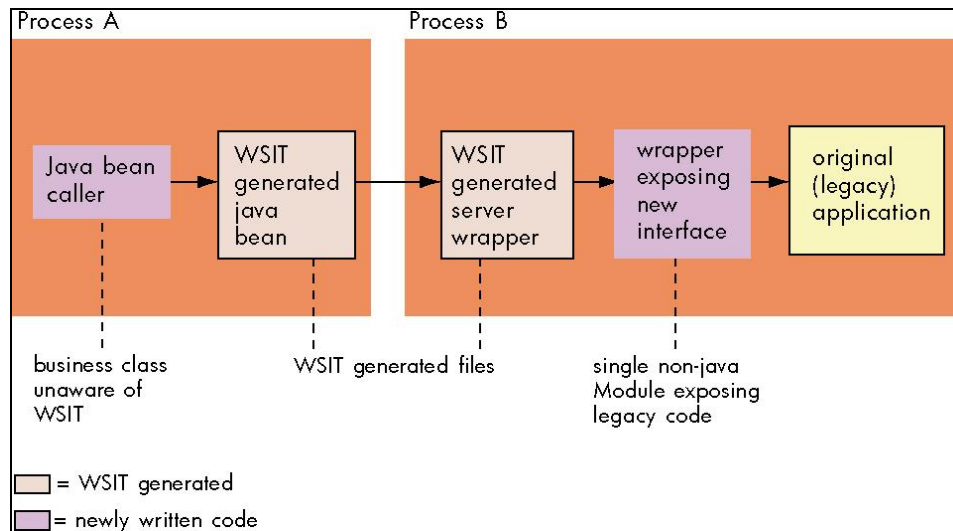 Process A
Process B
Java bean
caller
WSIT
generated
java
bean
WSIT
generated
server
wrapper
wrapper
exposing
new
interface
original
(legacy)
application
business class
unaware of
WSIT
WSIT generated files
single non-java
Module exposing
legacy code
= WSIT generated
= newly written code